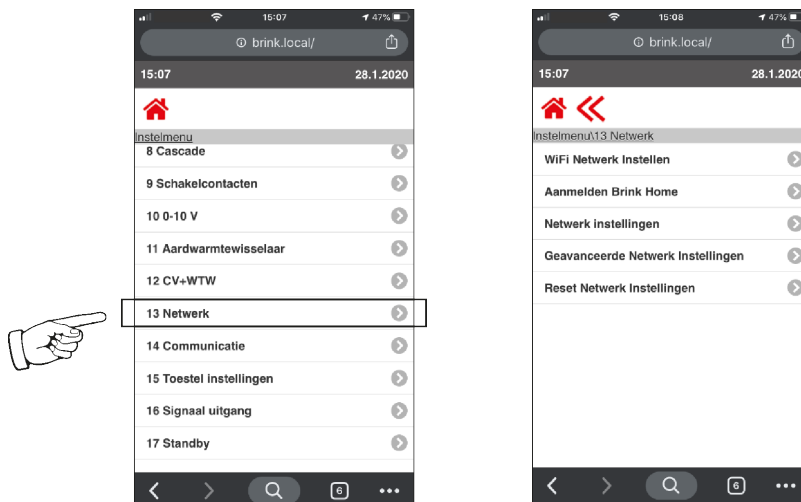 15:07 47%
brink.local/
15:07 28.1.2020
Instelmenu
8 Cascade
9 Schakelcontacten
10 0-10 V
11 Aardwarmtewisselaar
12 CV+WTW
13 Netwerk
14 Communicatie
15 Toestel instellingen
16 Signaal uitgang
17 Standby
6
15:08 47%
brink.local/
15:07 28.1.2020
Instelmenu\13 Netwerk
WiFi Netwerk Instellen
Aanmelden Brink Home
Netwerk instellingen
Geavanceerde Netwerk Instellingen
Reset Netwerk Instellingen
6